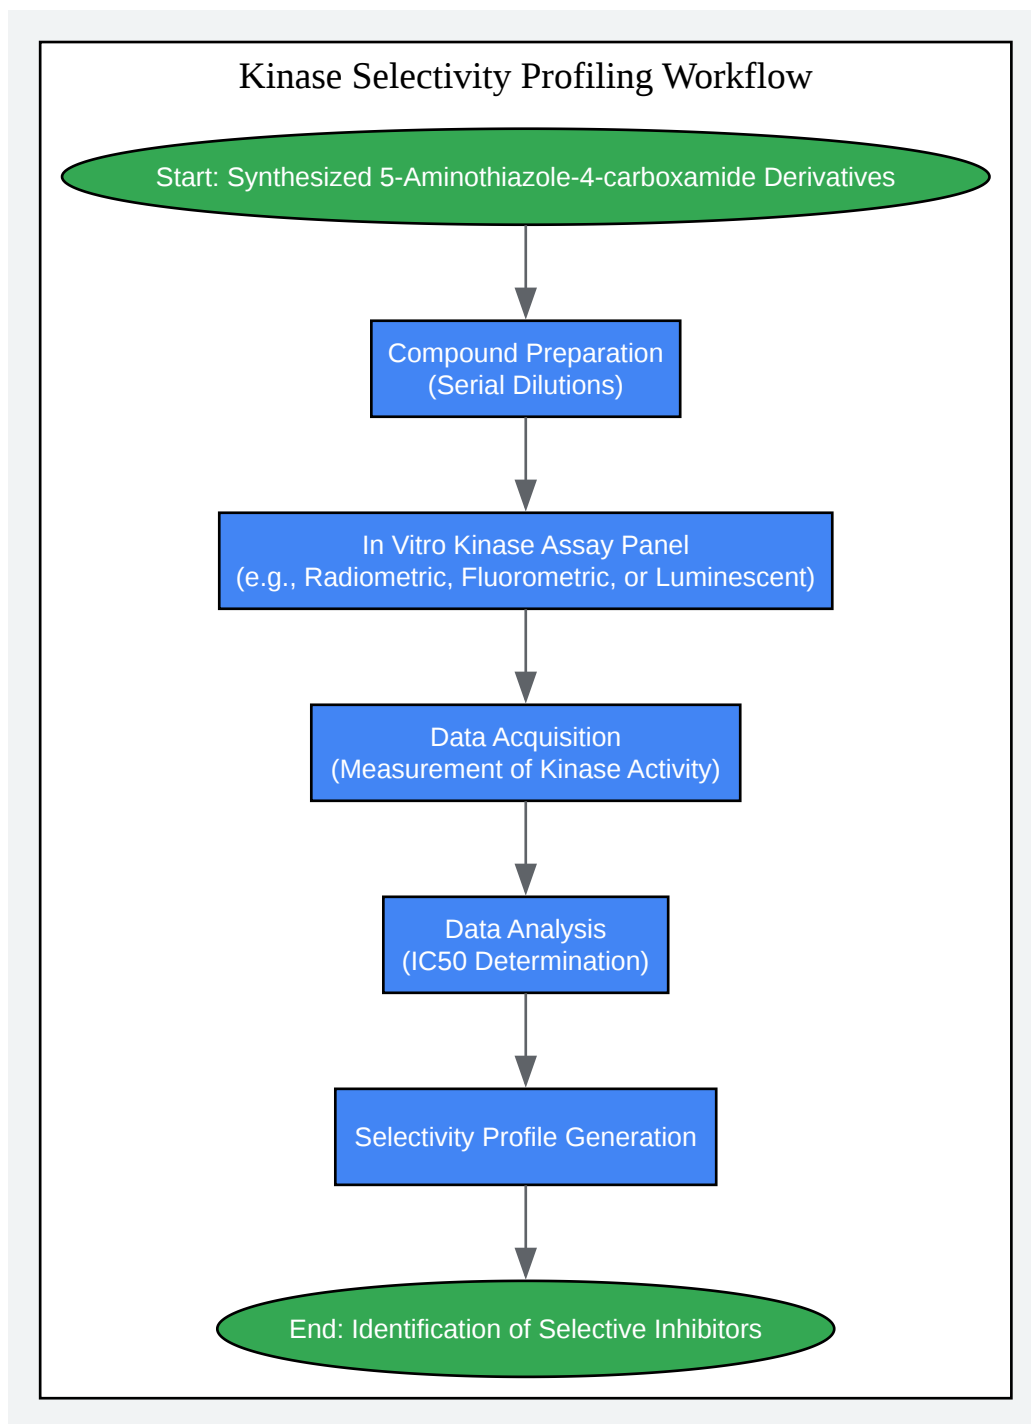 Kinase Selectivity Profiling Workflow
Start: Synthesized 5-Aminothiazole-4-carboxamide Derivatives
Compound Preparation
(Serial Dilutions)
In Vitro Kinase Assay Panel
(e.g., Radiometric, Fluorometric, or Luminescent)
Data Acquisition
(Measurement of Kinase Activity)
Data Analysis
(IC50 Determination)
Selectivity Profile Generation
End: Identification of Selective Inhibitors